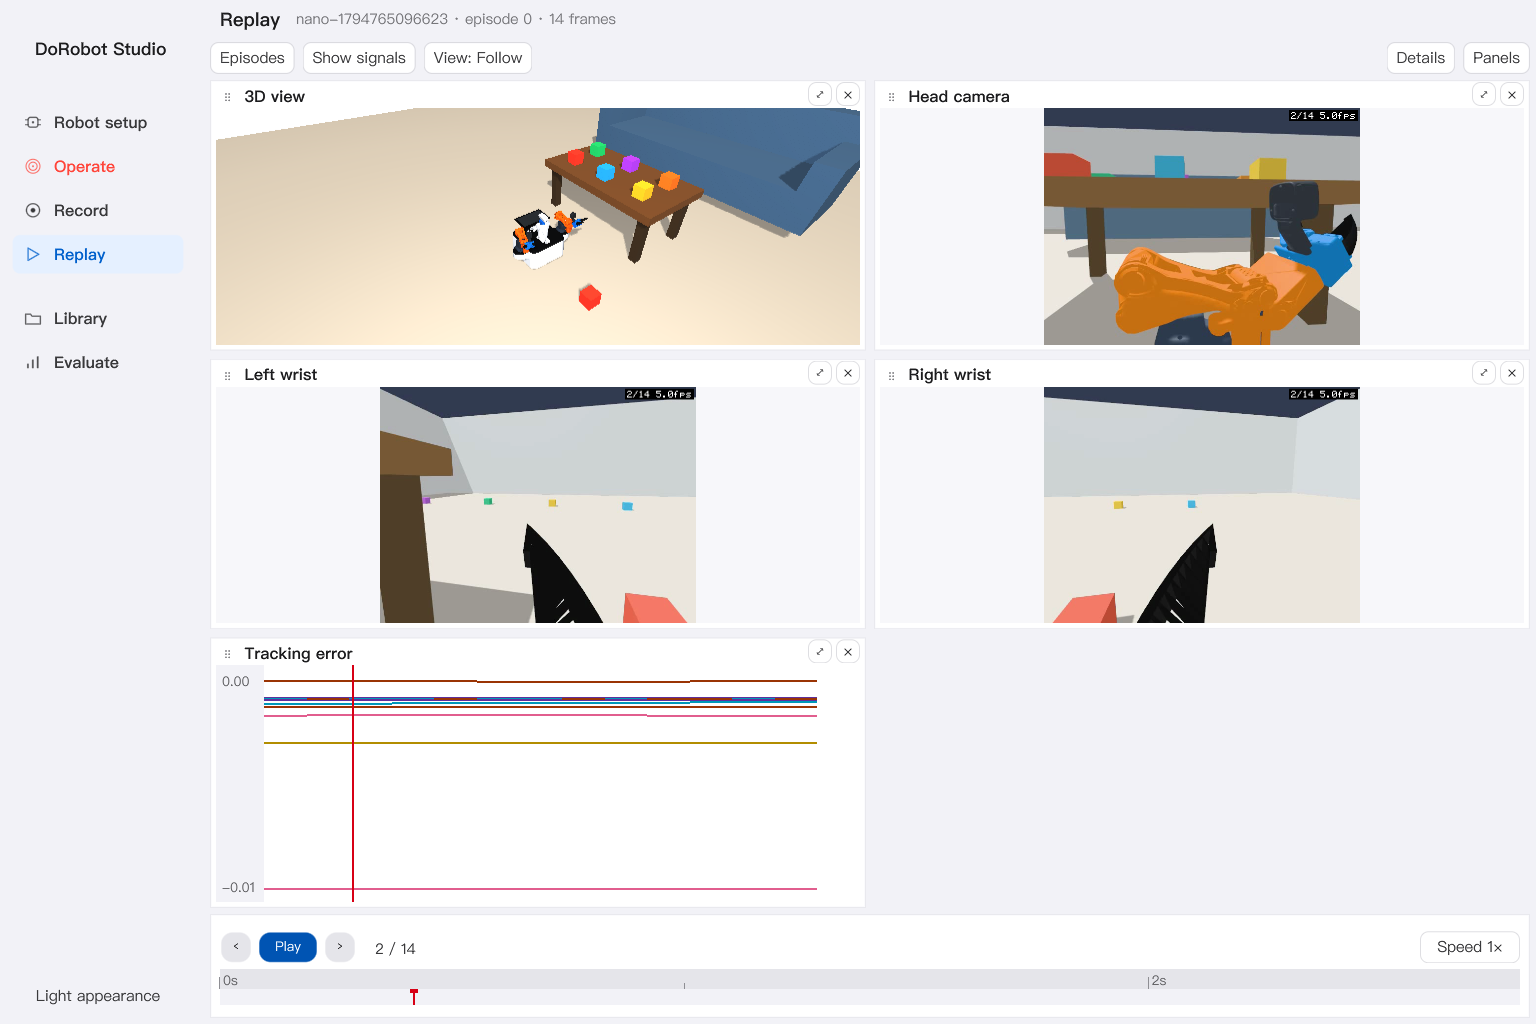 DoRobot Studio
Robot setup
Operate
Record
Replay
Library
Evaluate
Light appearance
Replay nano-1794765096623 · episode 0 · 14 frames
Episodes Show signals View: Follow Details Panels
3D view
Head camera
2/14 5.0fps
Left wrist
2/14 5.0fps
Right wrist
2/14 5.0fps
Tracking error
0.00
-0.01
Play 2 / 14 Speed 1×
0s 2s